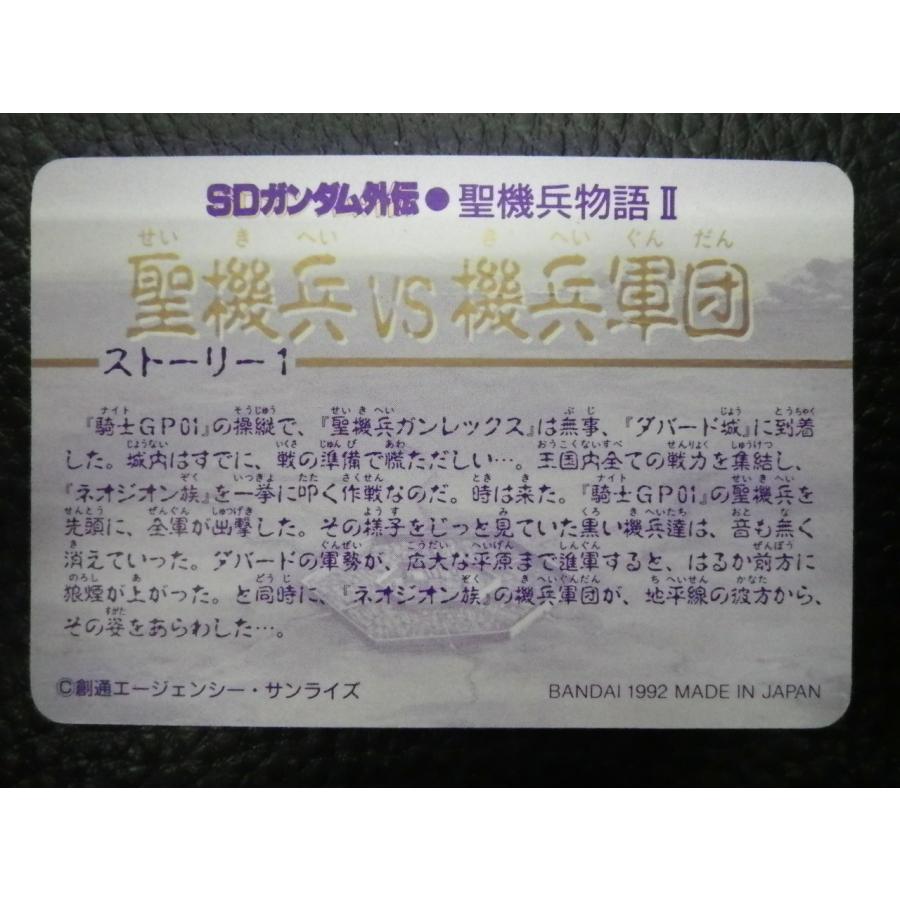 SDガンダム外伝●聖機兵物語Ⅱ
せい き へい き へい ぐん だん
聖機兵VS機兵軍団
ストーリー1
ナイト そうじゅう せい き へい ぶ じ じょう とうちゃく
『騎士GP01』の操縦で、『聖機兵ガンレックス』は無事、『ダバード城』に到着
じょうない いくさ じゅん び あわ おうこくないすべ せんりょく しゅうけつ
した。城内はすでに、戦の準備で慌ただしい…。王国内全ての戦力を集結し、
ぞく いっきょ たた さくせん とき き ナイト せい き へい
『ネオジオン族』を一挙に叩く作戦なのだ。時は来た。『騎士GP01』の聖機兵を
せんとう ぜんぐん しゅつげき ようす み くろ きへいたち おと な
先頭に、全軍が出撃した。その様子をじっと見ていた黒い機兵達は、音も無く
き ぐんぜい こうだい へいげん しんぐん ぜんぽう
消えていった。ダバードの軍勢が、広大な平原まで進軍すると、はるか前方に
のろし あ どうじ ぞく き へいぐんだん ち へいせん かなた
狼煙が上がった。と同時に、『ネオジオン族』の機兵軍団が、地平線の彼方から、
すがた
その姿をあらわした…。
©創通エージェンシー・サンライズ
BANDAI 1992 MADE IN JAPAN